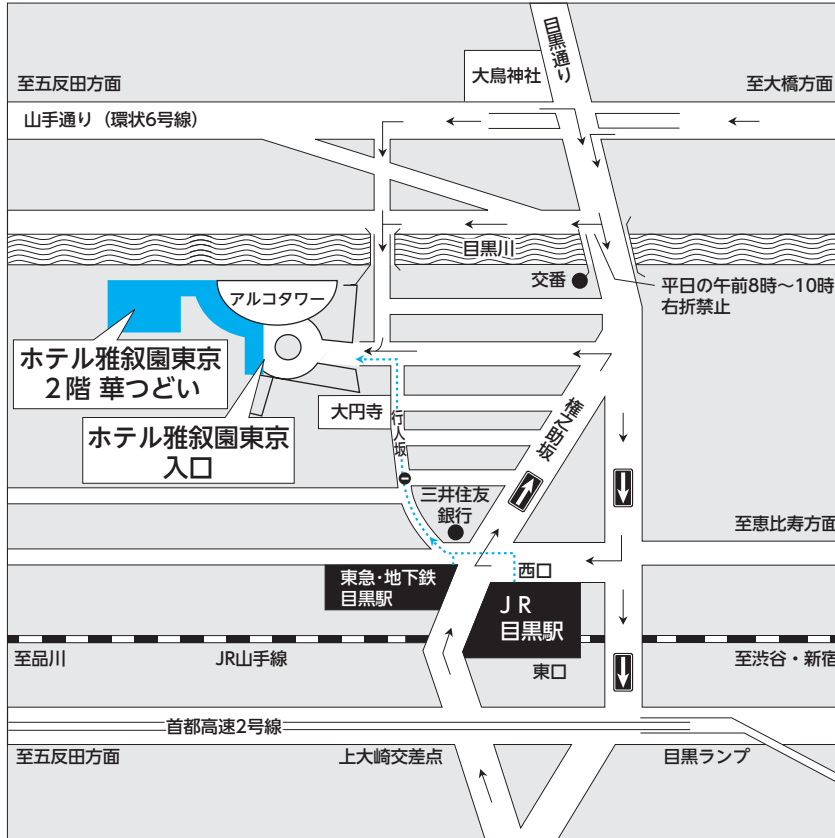 目黒通り
大鳥神社
至五反田方面
至大橋方面
山手通り（環状6号線）
目黒川
交番
平日の午前8時～10時
右折禁止
アルコタワー
ホテル雅叙園東京
2階 華つどい
ホテル雅叙園東京
入口
大円寺
行人坂
権之助坂
三井住友
銀行
至恵比寿方面
西口
東急・地下鉄
目黒駅
JR
目黒駅
東口
至品川
JR山手線
至渋谷・新宿
首都高速2号線
至五反田方面
上大崎交差点
目黒ランプ